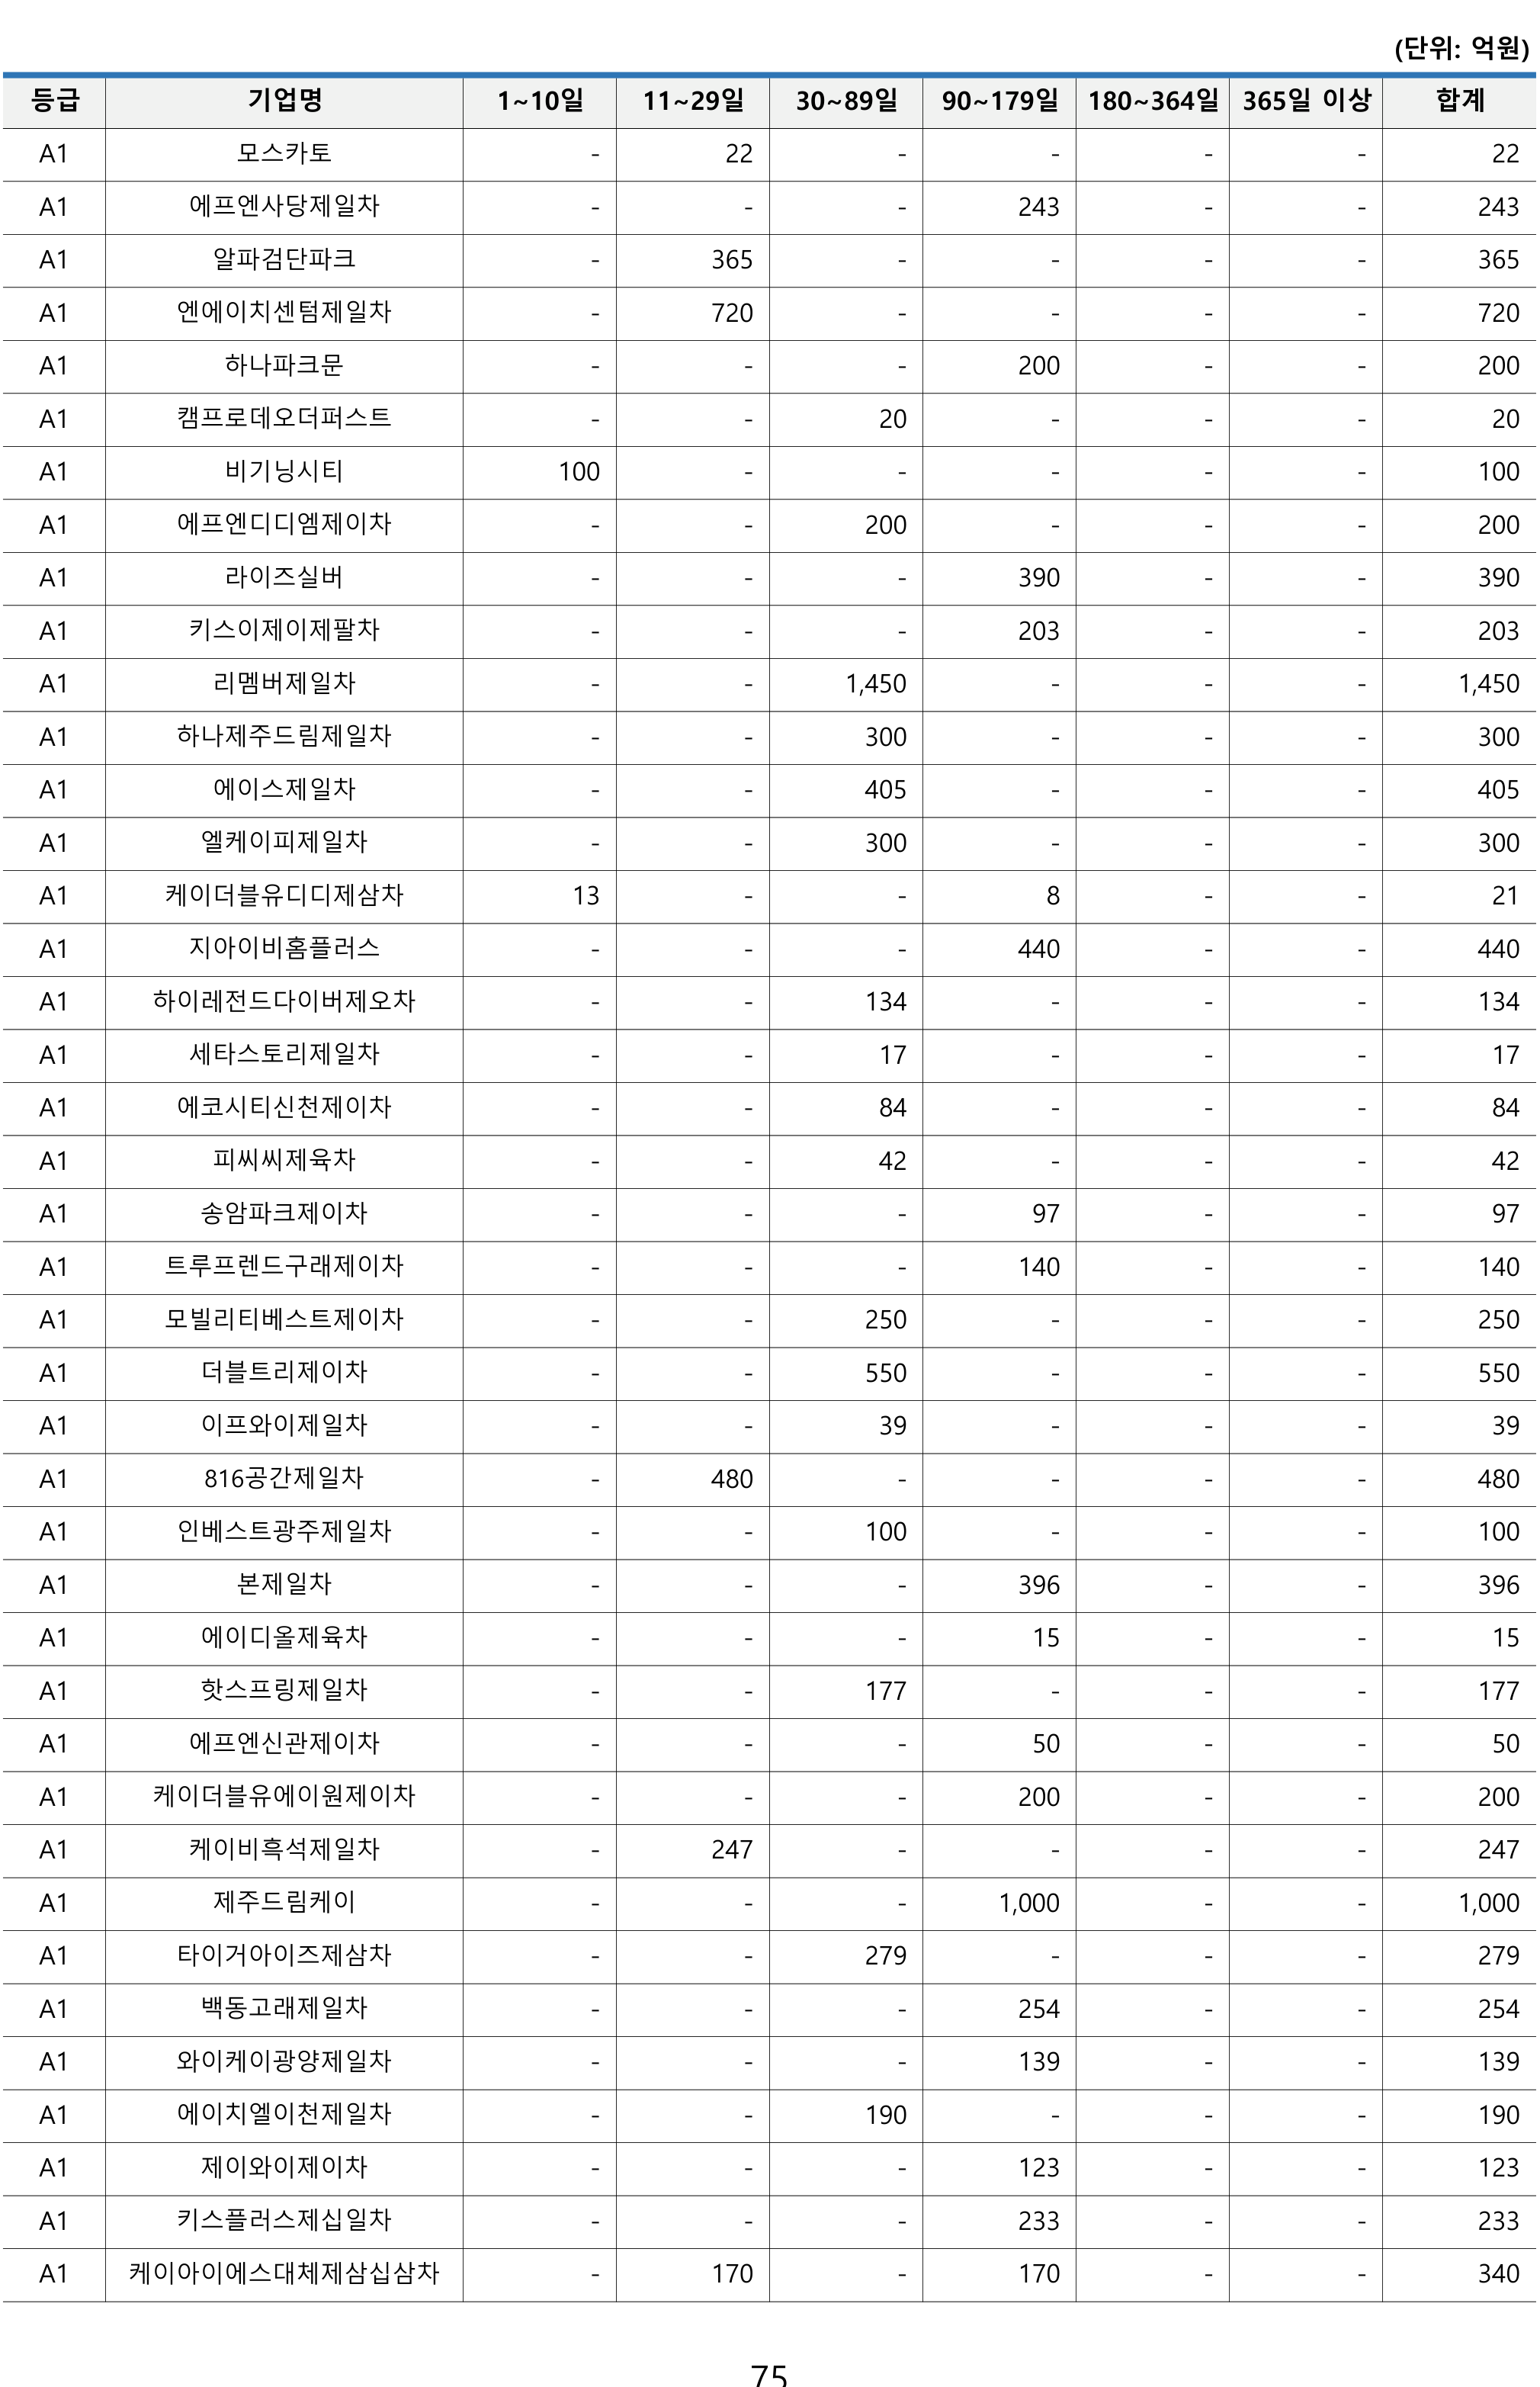 (단위: 억원)
등급 기업명 1~10일 11~29일 30~89일 90~179일 180~364일 365일 이상 합계
A1 모스카토 - 22 - - - - 22
A1 에프엔사당제일차 - - - 243 - - 243
A1 알파검단파크 - 365 - - - - 365
A1 엔에이치센텀제일차 - 720 - - - - 720
A1 하나파크문 - - - 200 - - 200
A1 캠프로데오더퍼스트 - - 20 - - - 20
A1 비기닝시티 100 - - - - - 100
A1 에프엔디디엠제이차 - - 200 - - - 200
A1 라이즈실버 - - - 390 - - 390
A1 키스이제이제팔차 - - - 203 - - 203
A1 리멤버제일차 - - 1,450 - - - 1,450
A1 하나제주드림제일차 - - 300 - - - 300
A1 에이스제일차 - - 405 - - - 405
A1 엘케이피제일차 - - 300 - - - 300
A1 케이더블유디디제삼차 13 - - 8 - - 21
A1 지아이비홈플러스 - - - 440 - - 440
A1 하이레전드다이버제오차 - - 134 - - - 134
A1 세타스토리제일차 - - 17 - - - 17
A1 에코시티신천제이차 - - 84 - - - 84
A1 피씨씨제육차 - - 42 - - - 42
A1 송암파크제이차 - - - 97 - - 97
A1 트루프렌드구래제이차 - - - 140 - - 140
A1 모빌리티베스트제이차 - - 250 - - - 250
A1 더블트리제이차 - - 550 - - - 550
A1 이프와이제일차 - - 39 - - - 39
A1 816공간제일차 - 480 - - - - 480
A1 인베스트광주제일차 - - 100 - - - 100
A1 본제일차 - - - 396 - - 396
A1 에이디올제육차 - - - 15 - - 15
A1 핫스프링제일차 - - 177 - - - 177
A1 에프엔신관제이차 - - - 50 - - 50
A1 케이더블유에이원제이차 - - - 200 - - 200
A1 케이비흑석제일차 - 247 - - - - 247
A1 제주드림케이 - - - 1,000 - - 1,000
A1 타이거아이즈제삼차 - - 279 - - - 279
A1 백동고래제일차 - - - 254 - - 254
A1 와이케이광양제일차 - - - 139 - - 139
A1 에이치엘이천제일차 - - 190 - - - 190
A1 제이와이제이차 - - - 123 - - 123
A1 키스플러스제십일차 - - - 233 - - 233
A1 케이아이에스대체제삼십삼차 - 170 - 170 - - 340
75